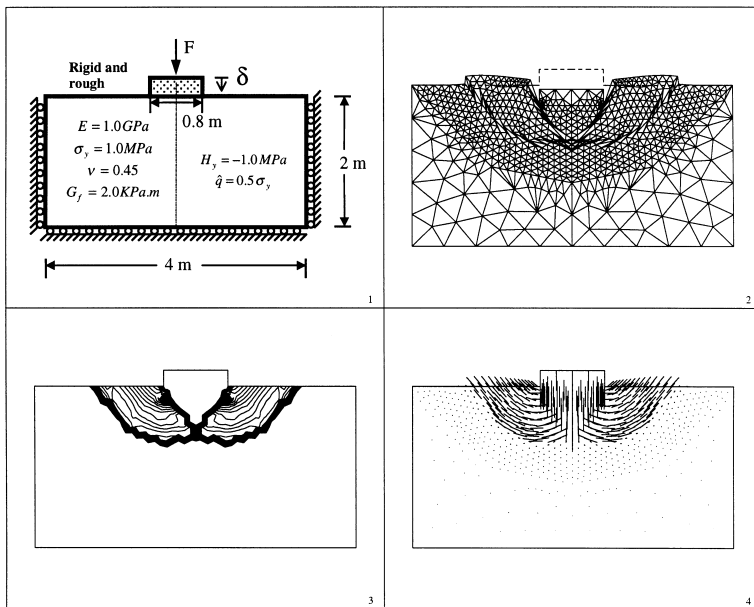 F
Rigid and
rough
δ
0.8 m
E = 1.0GPa
σ_y = 1.0MPa
ν = 0.45
G_f = 2.0KPa.m
H_y = −1.0MPa
q̂ = 0.5σ_y
2 m
4 m
1
2
3
4